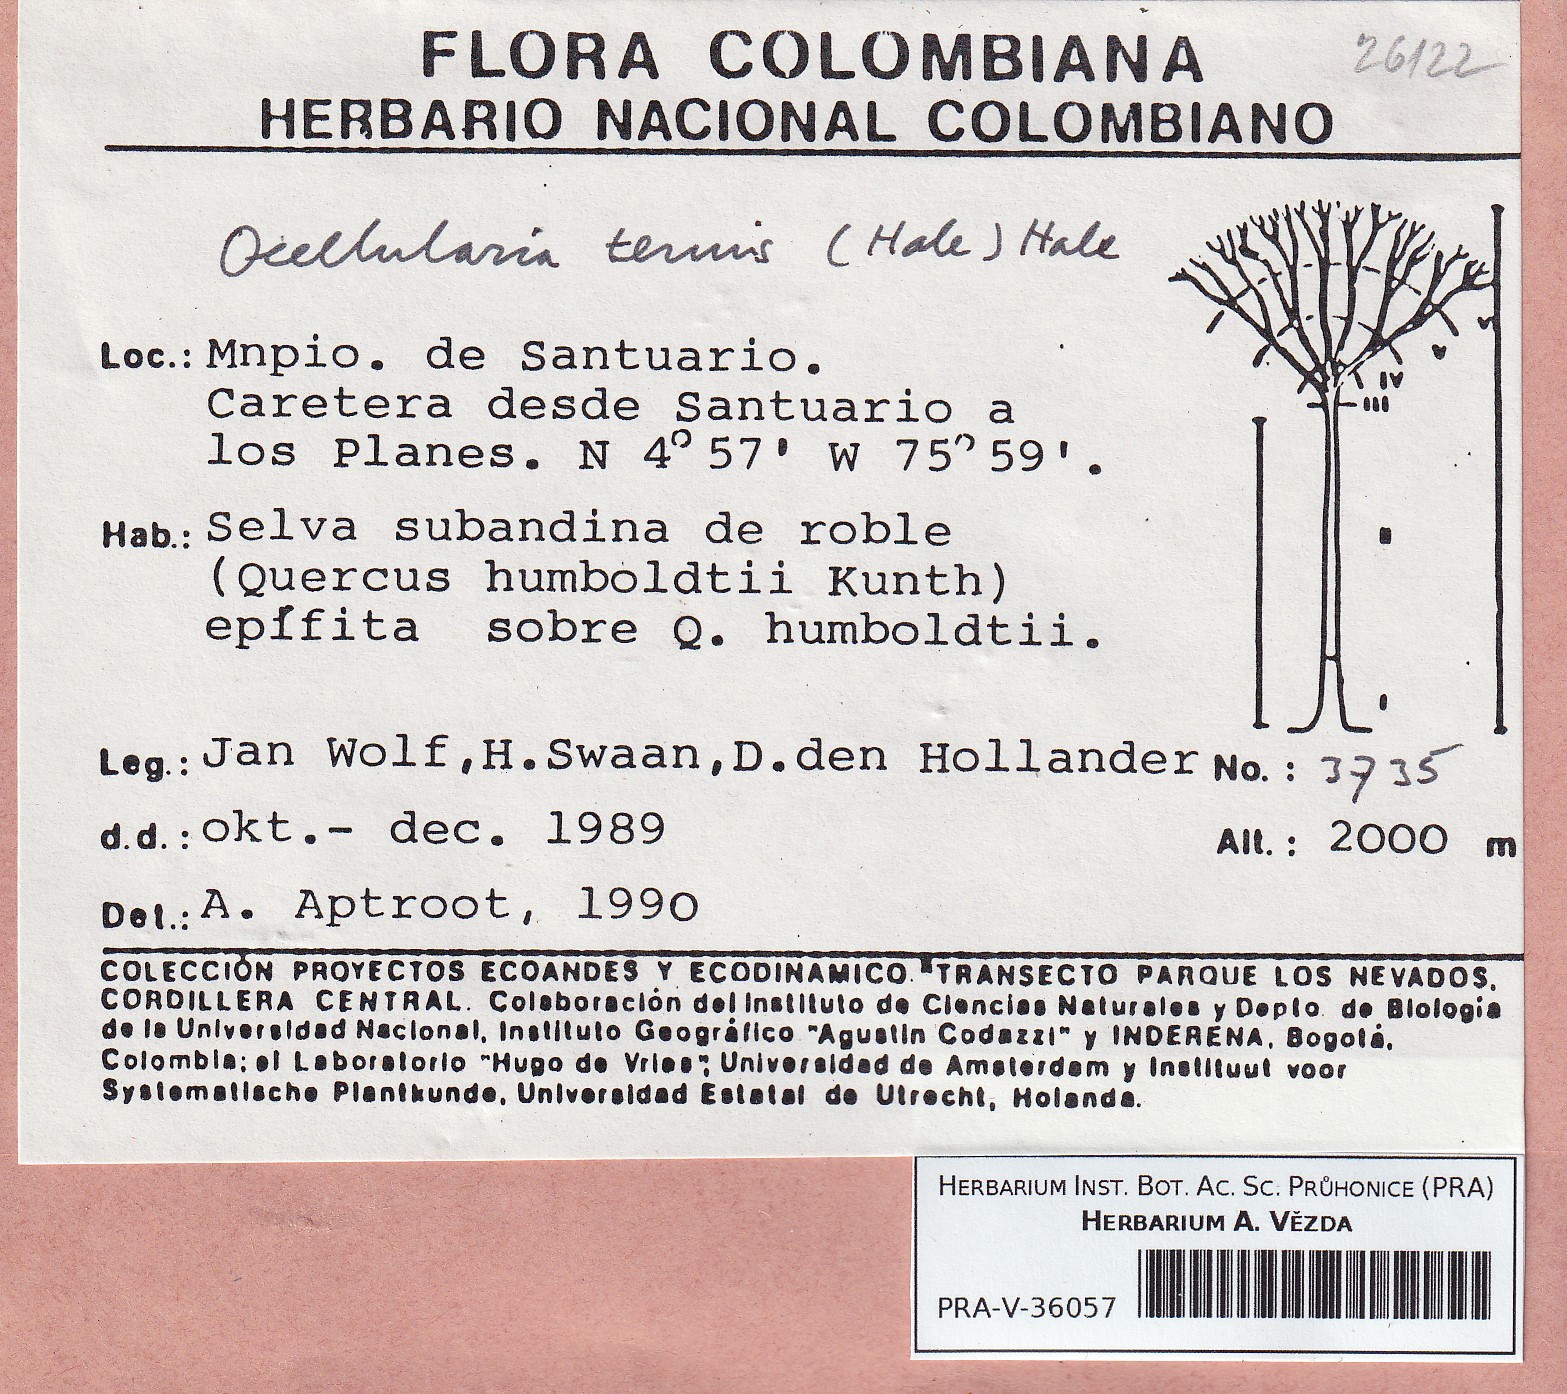 FLORA COLOMBIANA
26122
HERBARIO NACIONAL COLOMBIANO
Ocellularia tenuis (Hale) Hale
Loc.: Mnpio. de Santuario.
Caretera desde Santuario a
los Planes. N 4° 57' W 75° 59'.
Hab.: Selva subandina de roble
(Quercus humboldtii Kunth)
epífita sobre Q. humboldtii.
V
IV
III
Leg.: Jan Wolf,H.Swaan,D.den Hollander No. : 3735
d.d. : okt.- dec. 1989 Alt. : 2000 m
Det.: A. Aptroot, 1990
COLECCIÓN PROYECTOS ECOANDES Y ECODINAMICO. TRANSECTO PARQUE LOS NEVADOS,
CORDILLERA CENTRAL. Colaboración del Instituto de Ciencias Naturales y Depto. de Biología
de la Universidad Nacional, Instituto Geográfico "Agustín Codazzi" y INDERENA, Bogotá,
Colombia; el Laboratorio "Hugo de Vries", Universidad de Amsterdam y Instituut voor
Systematische Plantkunde, Universidad Estatal de Utrecht, Holanda.
HERBARIUM INST. BOT. AC. SC. PRŮHONICE (PRA)
HERBARIUM A. VĚZDA
PRA-V-36057